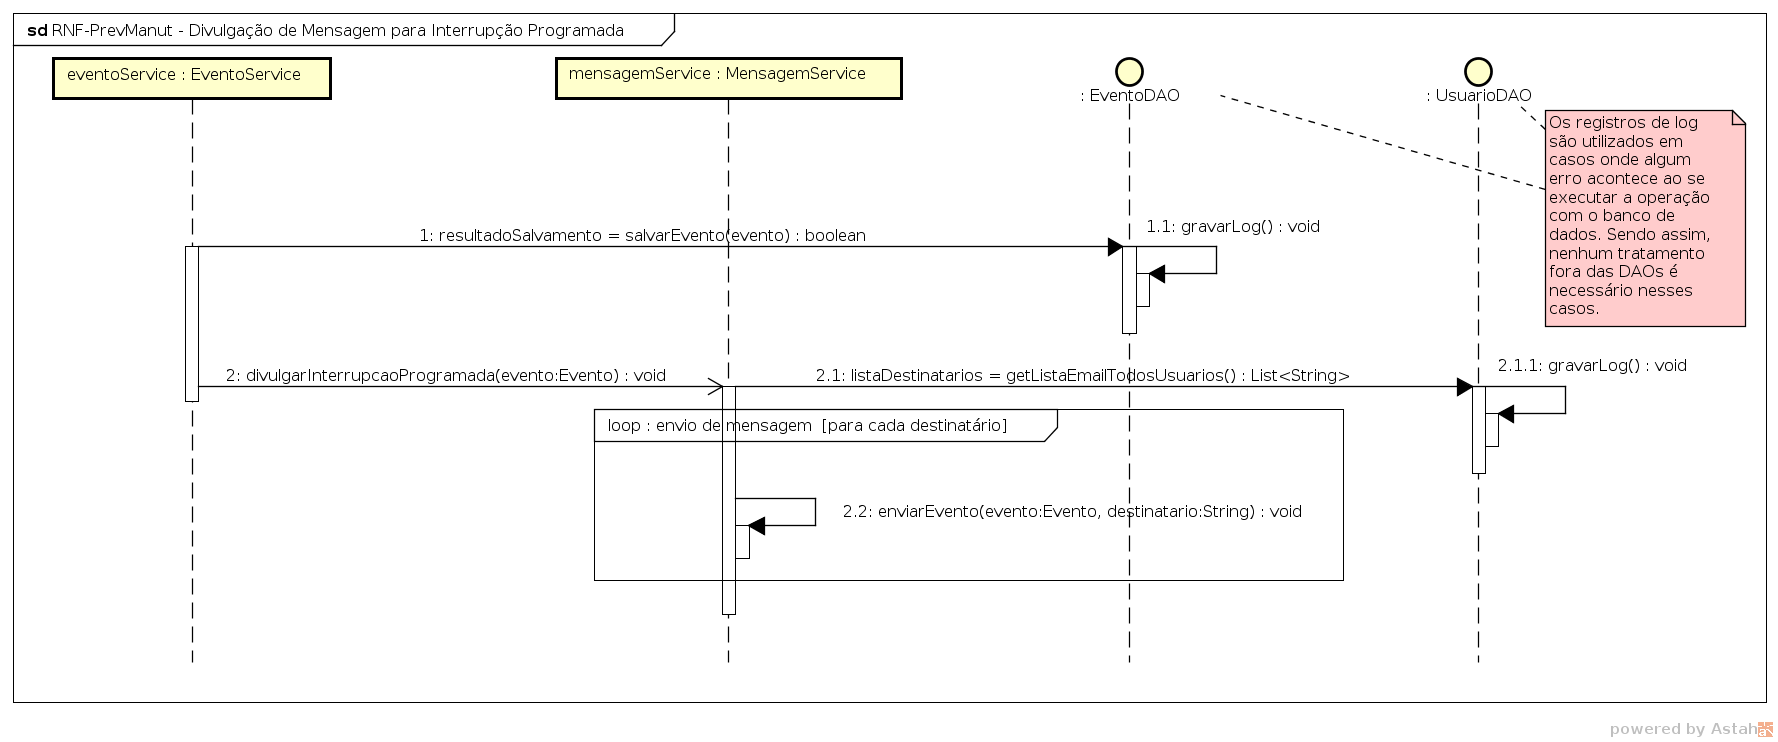 sd RNF-PrevManut - Divulgação de Mensagem para Interrupção Programada
eventoService : EventoService
mensagemService : MensagemService
: EventoDAO
: UsuarioDAO
Os registros de log
são utilizados em
casos onde algum
erro acontece ao se
executar a operação
com o banco de
dados. Sendo assim,
nenhum tratamento
fora das DAOs é
necessário nesses
casos.
1: resultadoSalvamento = salvarEvento(evento) : boolean
1.1: gravarLog() : void
2: divulgarInterrupcaoProgramada(evento:Evento) : void
2.1: listaDestinatarios = getListaEmailTodosUsuarios() : List<String>
2.1.1: gravarLog() : void
loop : envio de mensagem [para cada destinatário]
2.2: enviarEvento(evento:Evento, destinatario:String) : void
powered by Astah